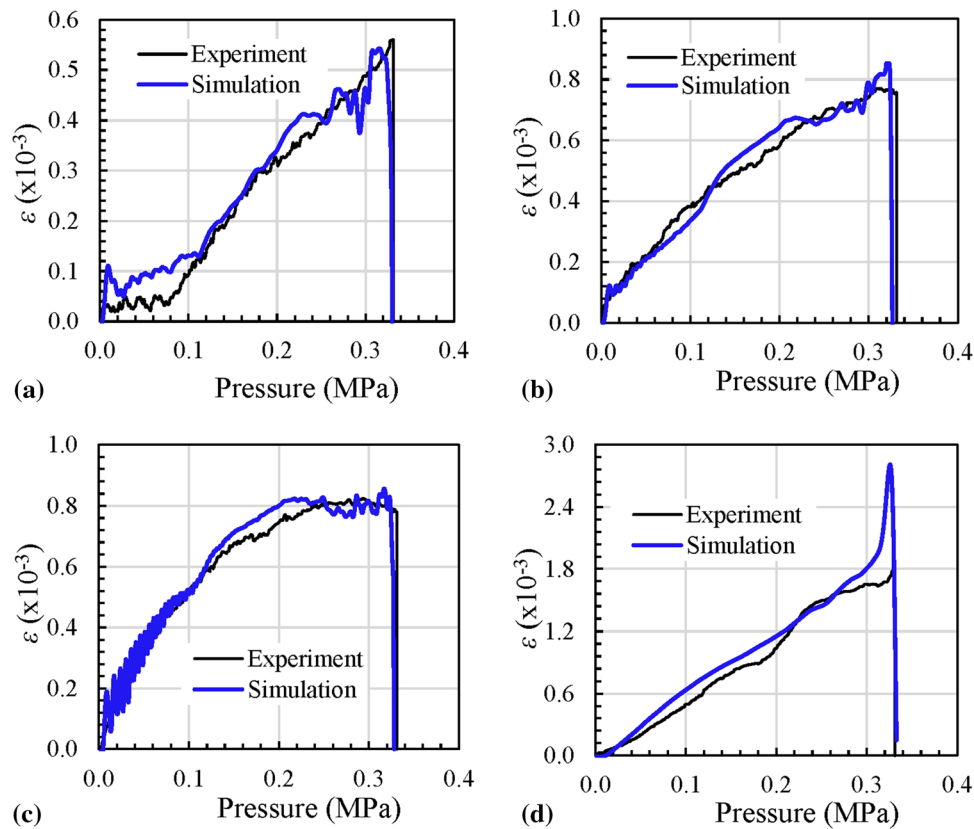 0.6
0.5
0.4
0.3
0.2
0.1
0.0
ε (x10⁻³)
Experiment
Simulation
0.0 0.1 0.2 0.3 0.4
Pressure (MPa)
(a)
1.0
0.8
0.6
0.4
0.2
0.0
ε (x10⁻³)
Experiment
Simulation
0.0 0.1 0.2 0.3 0.4
Pressure (MPa)
(b)
1.0
0.8
0.6
0.4
0.2
0.0
ε (x10⁻³)
Experiment
Simulation
0.0 0.1 0.2 0.3 0.4
Pressure (MPa)
(c)
3.0
2.4
1.8
1.2
0.6
0.0
ε (x10⁻³)
Experiment
Simulation
0.0 0.1 0.2 0.3 0.4
Pressure (MPa)
(d)